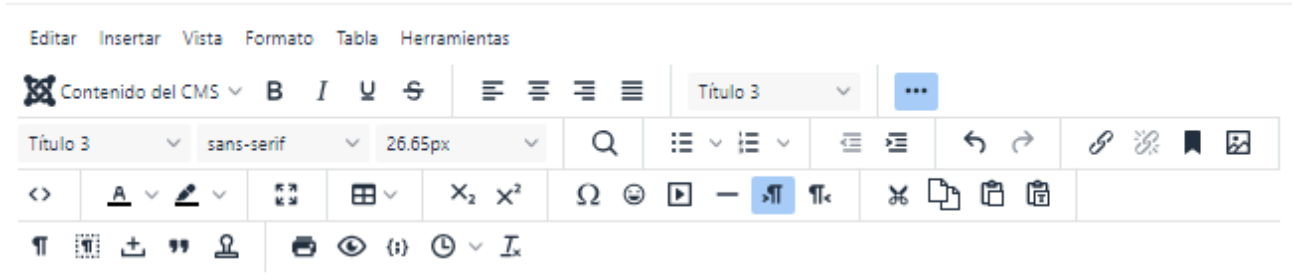 Editar Insertar Vista Formato Tabla Herramientas
Contenido del CMS B I U S Título 3
Título 3 sans-serif 26.65px